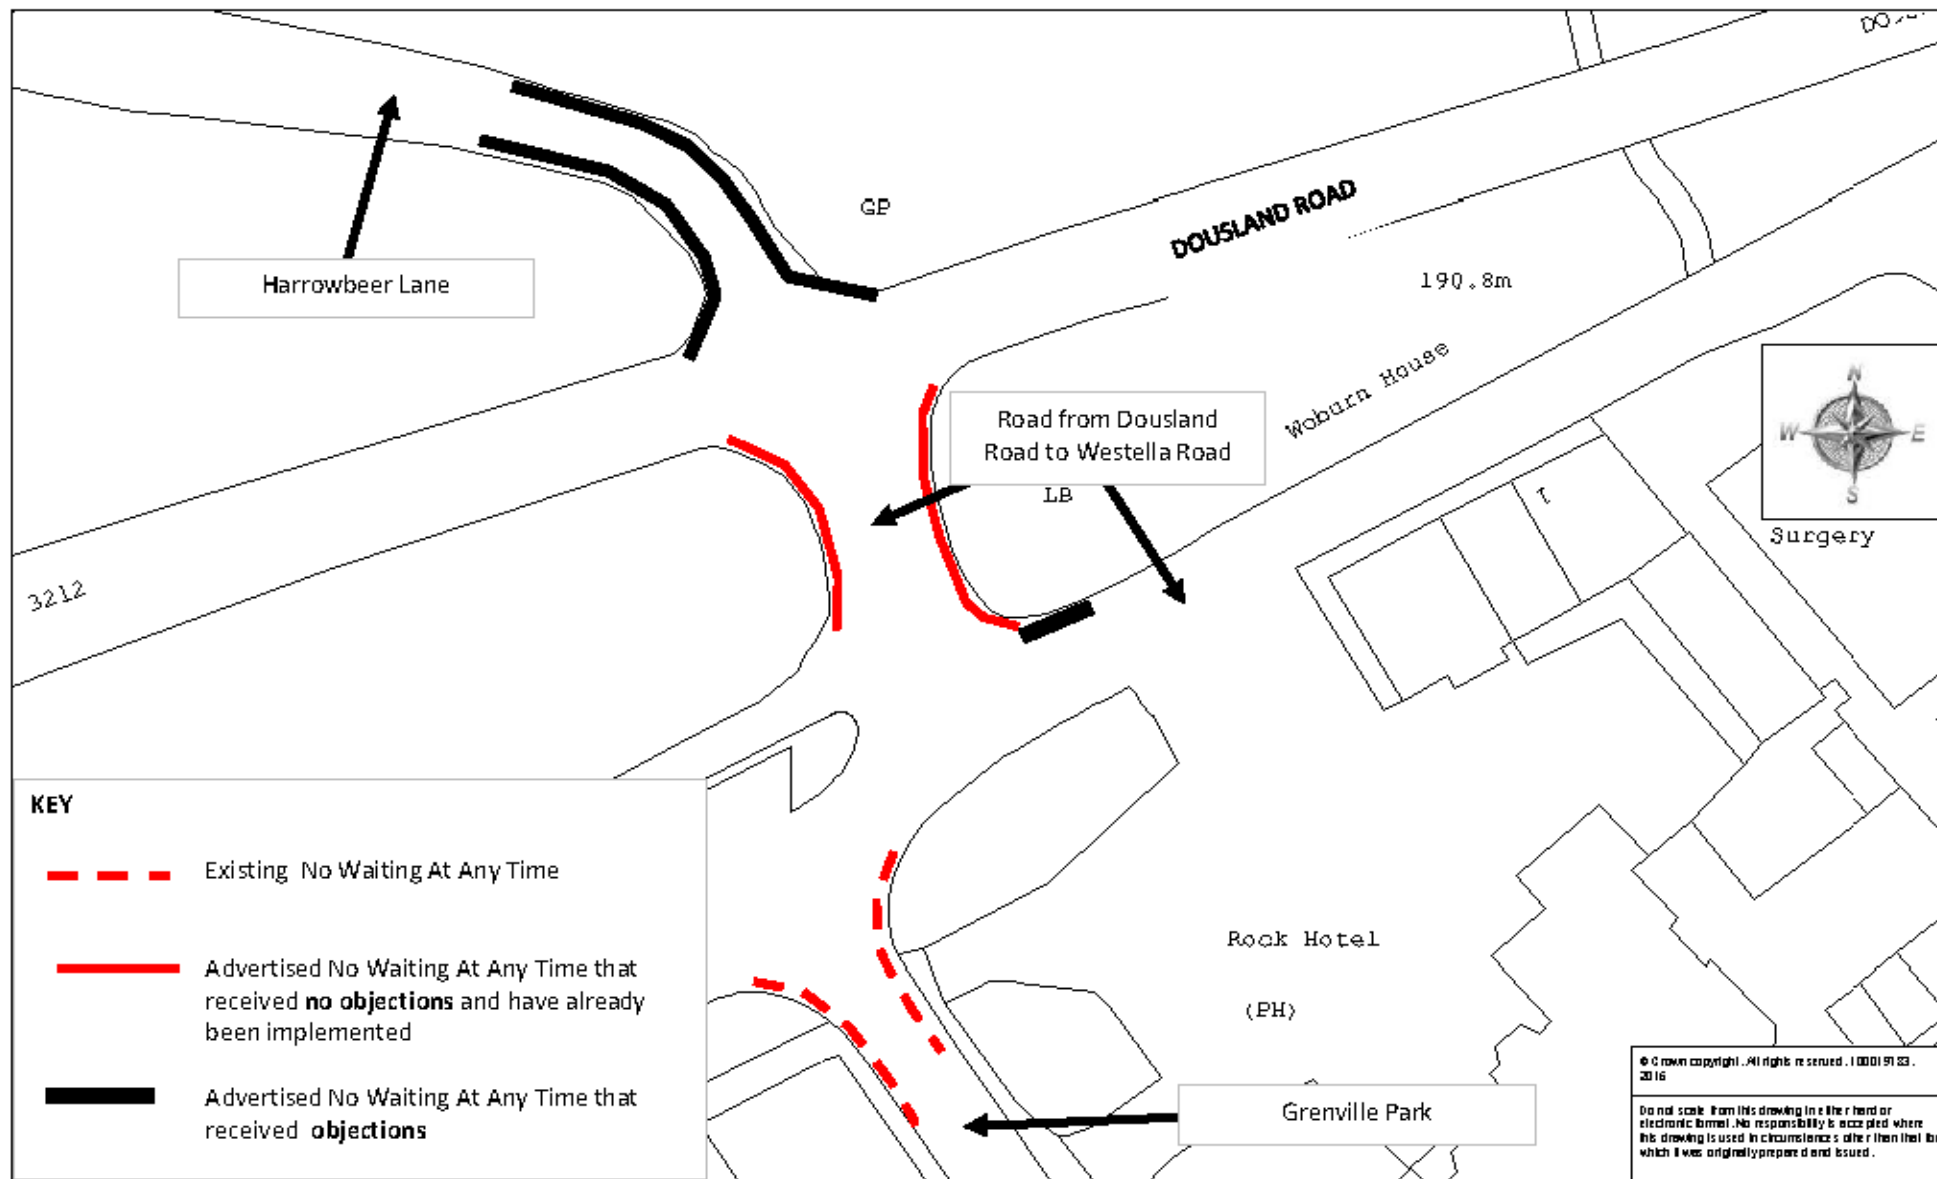 GP
DOUSLAND ROAD
190.8m
Harrowbeer Lane
Woburn House
N
W E
S
Road from Dousland
Road to Westella Road
LB
1
Surgery
3212
KEY
Existing No Waiting At Any Time
Advertised No Waiting At Any Time that
received no objections and have already
been implemented
Advertised No Waiting At Any Time that
received objections
Rock Hotel
(PH)
Grenville Park
© Crown copyright. All rights reserved. 100019783.
2016
Do not scale from this drawing in either hard or
electronic format. No responsibility is accepted where
this drawing is used in circumstances other than that for
which it was originally prepared and issued.